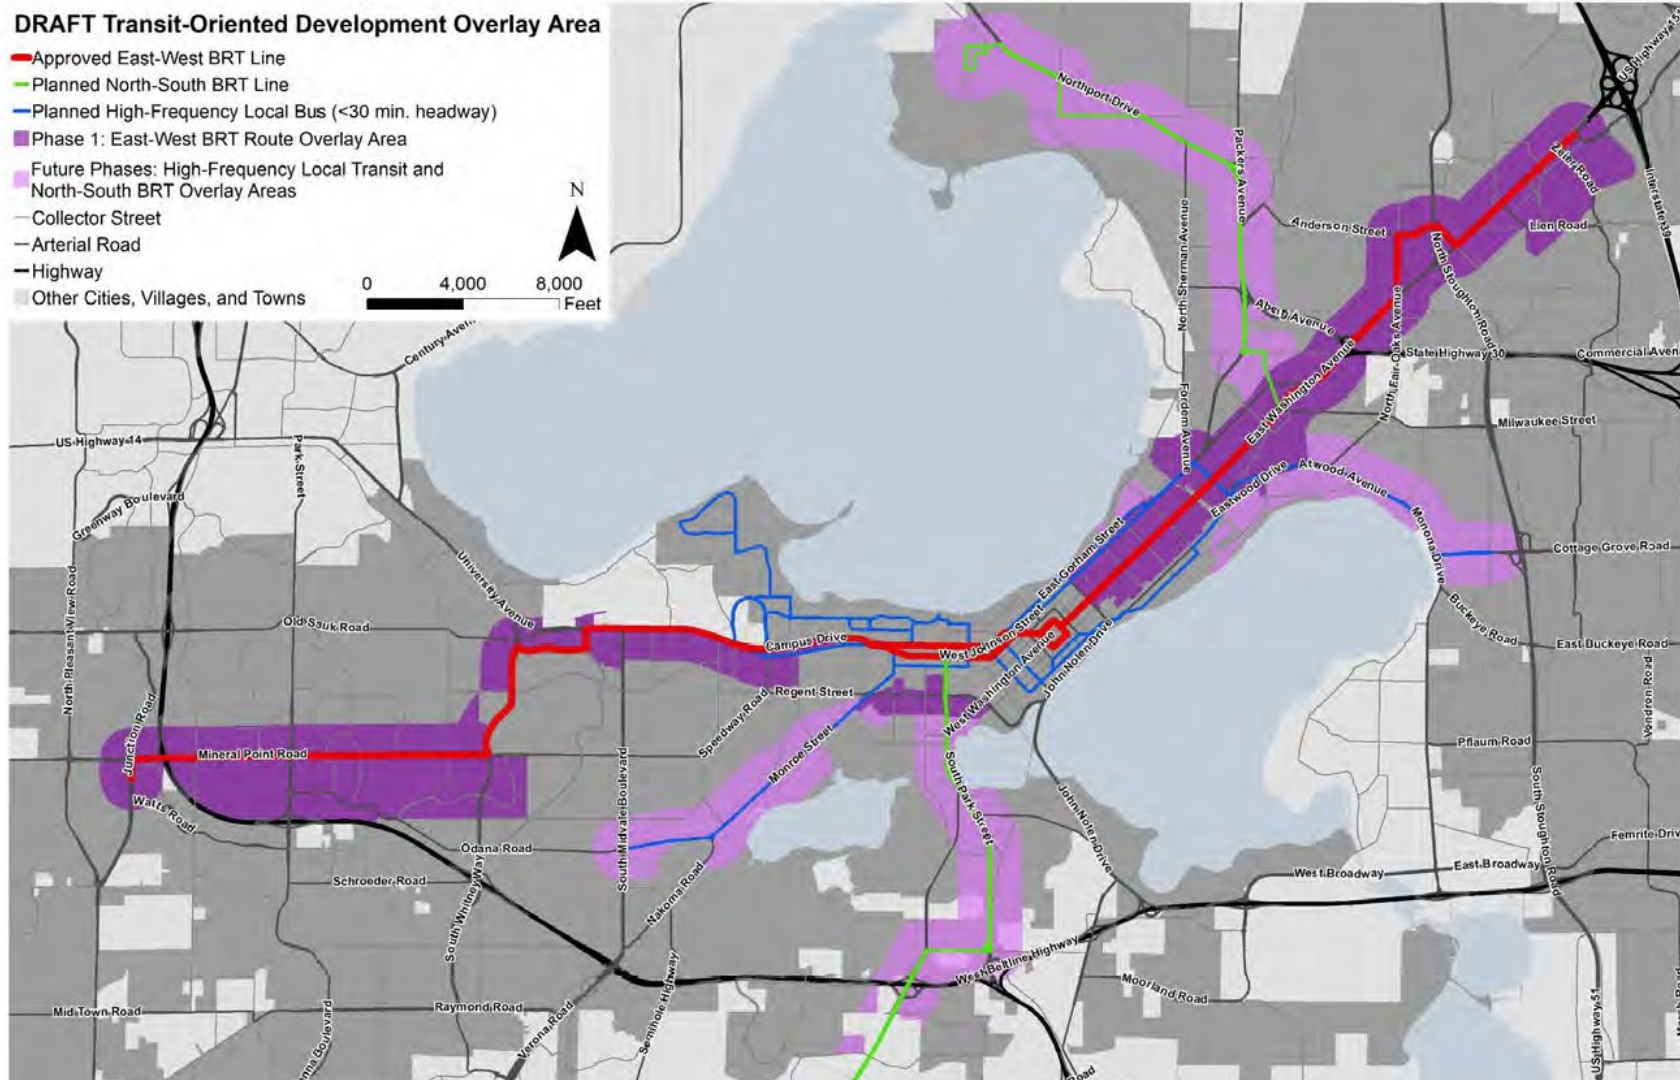 DRAFT Transit-Oriented Development Overlay Area
Approved East-West BRT Line
Planned North-South BRT Line
Planned High-Frequency Local Bus (<30 min. headway)
Phase 1: East-West BRT Route Overlay Area
Future Phases: High-Frequency Local Transit and
North-South BRT Overlay Areas
Collector Street
Arterial Road
Highway
Other Cities, Villages, and Towns
N
0 4,000 8,000
Feet
Northport Drive
Packers Avenue
US Highway
Zeier Road
Interstate 39
Lien Road
Anderson Street
North Sherman Avenue
North Stoughton Road
Aberg Avenue
North Fair Oaks Avenue
State Highway 30
Commercial Aven
East Washington Avenue
Fordem Avenue
Milwaukee Street
Century Aven
US Highway 14
Park Street
Greenway Boulevard
Atwood Avenue
Eastwood Drive
Monona Drive
Cottage Grove Road
East Gorham Street
University Avenue
North Pleasant View Road
Old Sauk Road
Campus Drive
West Johnson Street
West Washington Avenue
John Nolen Drive
Buckeye Road
East Buckeye Road
Vondron Road
Regent Street
Speedway Road
West Washington Avenue
Junction Road
Mineral Point Road
Monroe Street
South Park Street
Pflaum Road
South Midvale Boulevard
Watts Road
John Nolen Drive
South Stoughton Road
Femrite Driv
Odana Road
Schroeder Road
South Whitney Way
Nakoma Road
West Broadway
East Broadway
West Beltline Highway
Moorland Road
Mid Town Road
Raymond Road
Verona Road
Seminole Highway
US Highway 51
nna Boulevard
Road